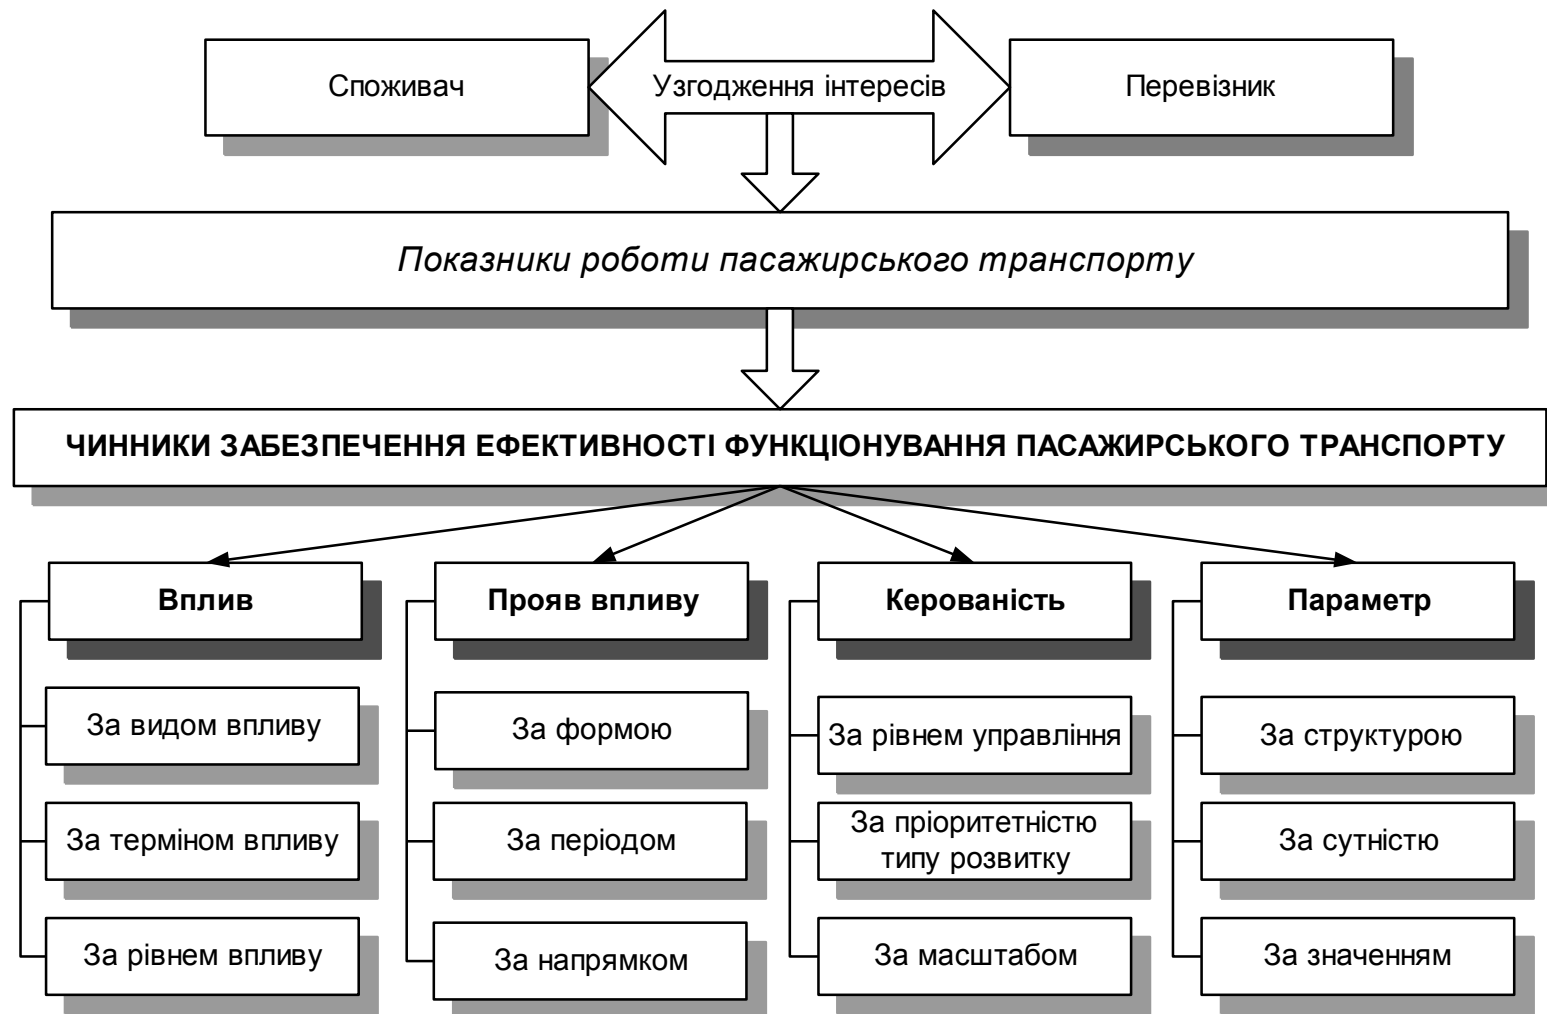 Споживач
Узгодження інтересів
Перевізник
Показники роботи пасажирського транспорту
ЧИННИКИ ЗАБЕЗПЕЧЕННЯ ЕФЕКТИВНОСТІ ФУНКЦІОНУВАННЯ ПАСАЖИРСЬКОГО ТРАНСПОРТУ
Вплив
За видом впливу
За терміном впливу
За рівнем впливу
Прояв впливу
За формою
За періодом
За напрямком
Керованість
За рівнем управління
За пріоритетністю
типу розвитку
За масштабом
Параметр
За структурою
За сутністю
За значенням